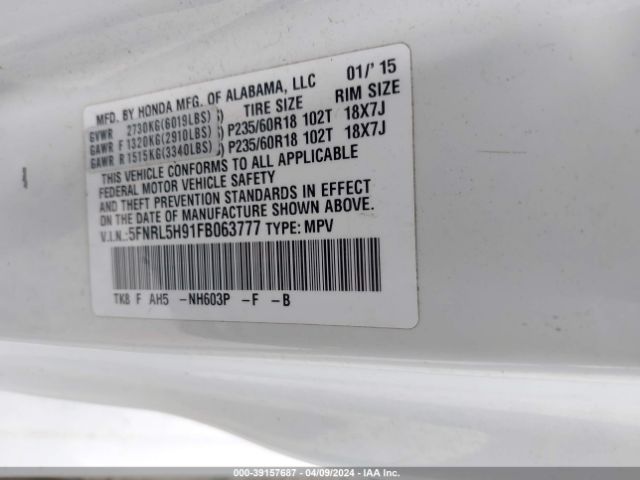 MFD. BY HONDA MFG. OF ALABAMA, LLC 01/'15
TIRE SIZE RIM SIZE
GVWR 2730KG(6019LBS)
GAWR F 1320KG(2910LBS) P235/60R18 102T 18X7J
GAWR R 1515KG(3340LBS) P235/60R18 102T 18X7J
THIS VEHICLE CONFORMS TO ALL APPLICABLE
FEDERAL MOTOR VEHICLE SAFETY
AND THEFT PREVENTION STANDARDS IN EFFECT
ON THE DATE OF MANUFACTURE SHOWN ABOVE.
V.I.N.:5FNRL5H91FB063777 TYPE: MPV
TK8 F AH5 -NH603P -F -B
000-39157687 - 04/09/2024 - IAA Inc.